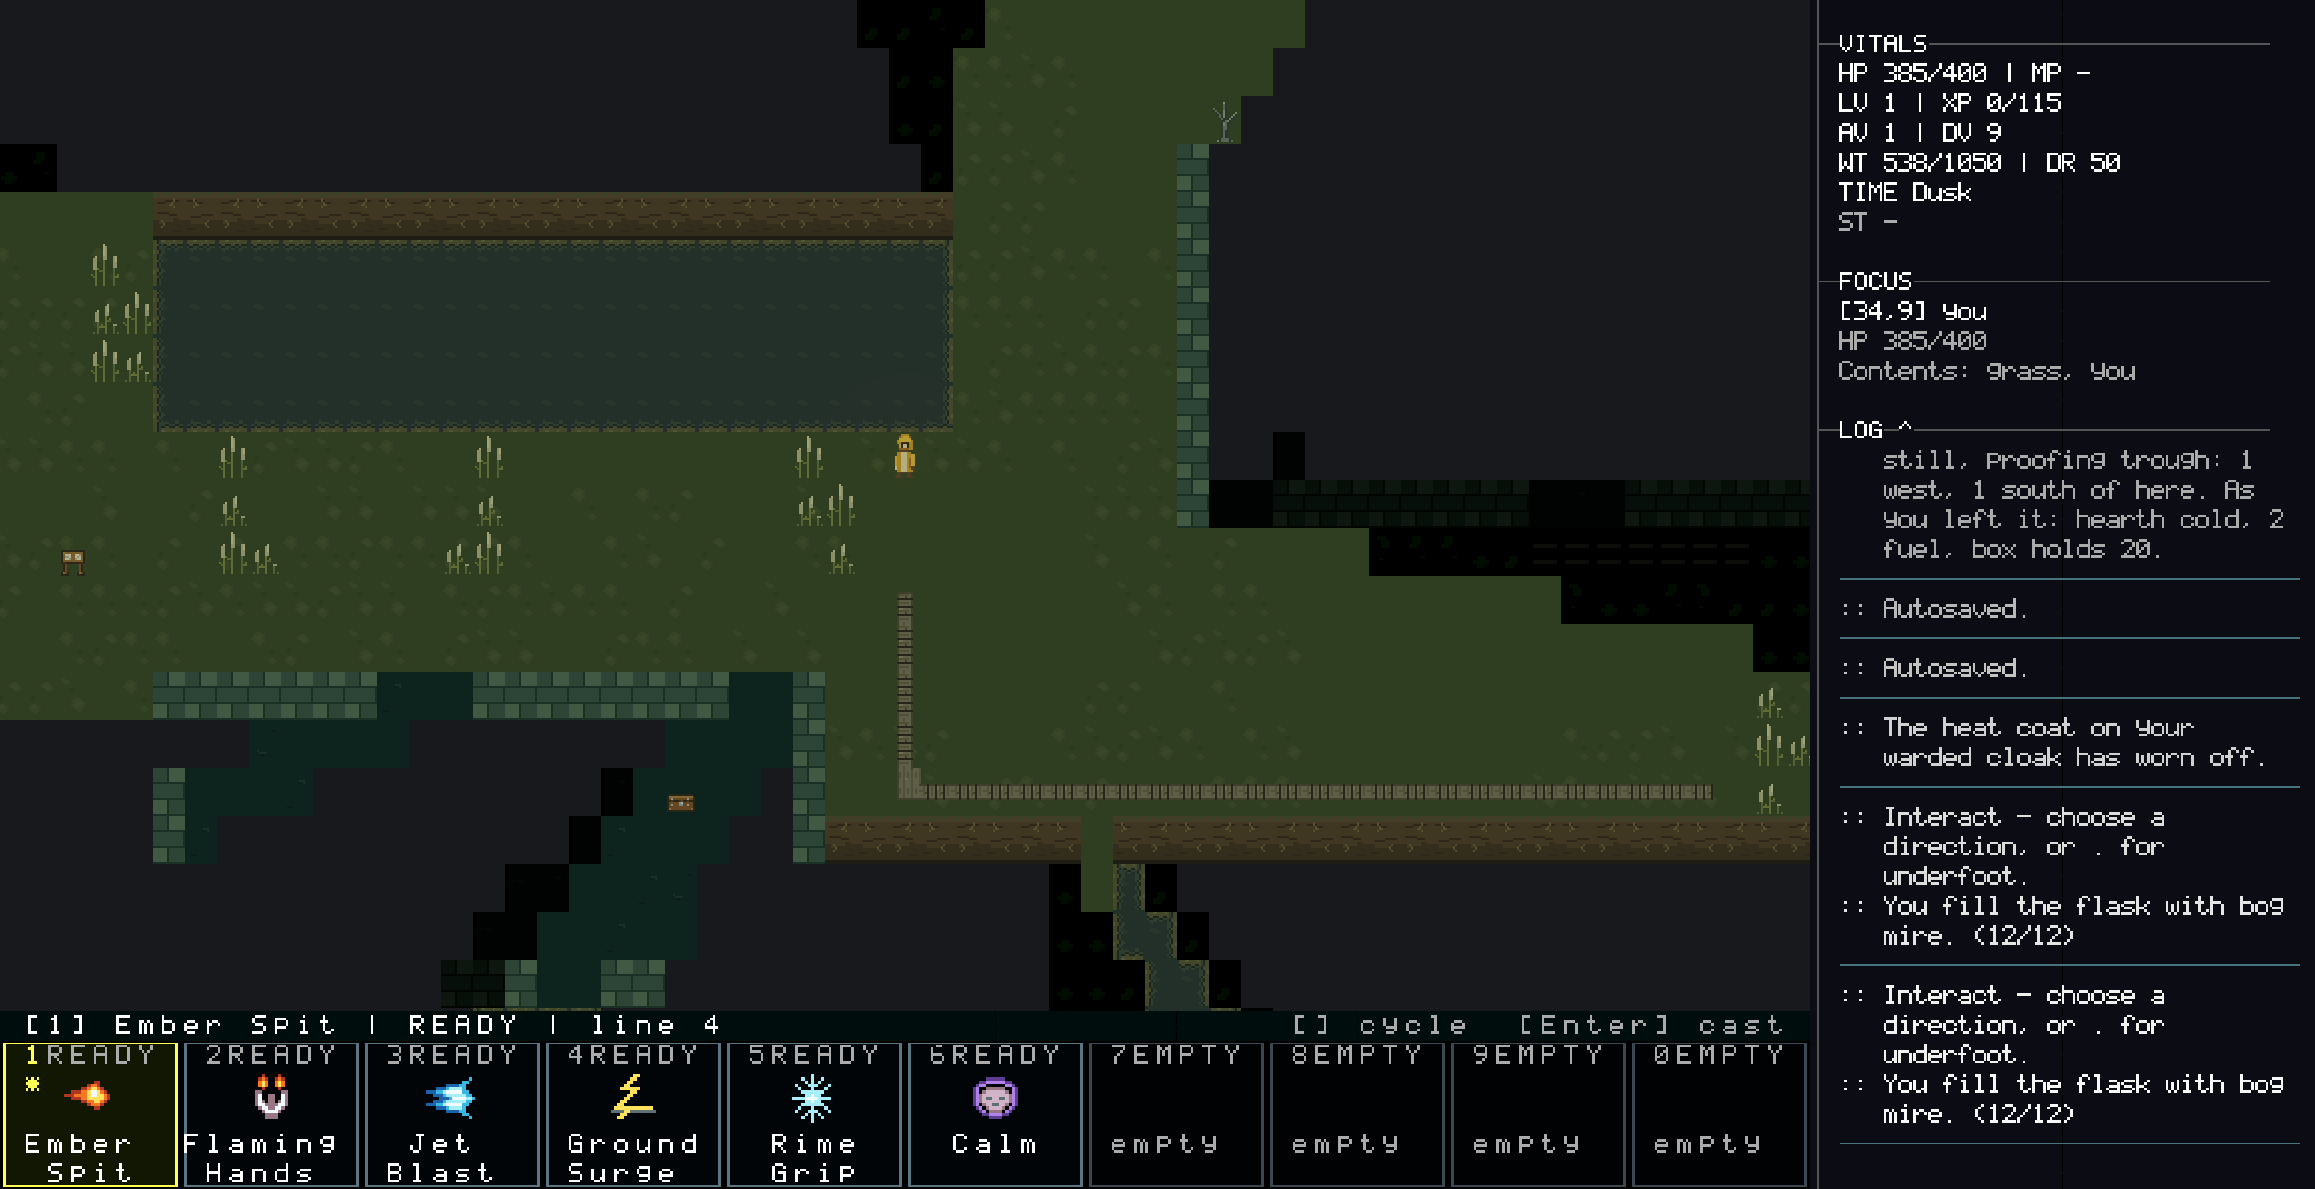 VITALS
HP 385/400 | MP -
LV 1 | XP 0/115
AV 1 | DV 9
WT 538/1050 | DR 50
TIME Dusk
ST -
FOCUS
[34,9] You
HP 385/400
Contents: grass, You
LOG ^
still, Proofing trough: 1
west, 1 south of here. As
you left it: hearth cold, 2
fuel, box holds 20.
:: Autosaved.
:: Autosaved.
:: The heat coat on your
warded cloak has worn off.
:: Interact - choose a
direction, or . for
underfoot.
:: You fill the flask with bog
mire. (12/12)
:: Interact - choose a
direction, or . for
underfoot.
:: You fill the flask with bog
mire. (12/12)
[1] Ember Spit | READY | line 4
[] cycle [Enter] cast
1READY
Ember
Spit
2READY
Flaming
Hands
3READY
Jet
Blast
4READY
Ground
Surge
5READY
Rime
Grip
6READY
Calm
7EMPTY
empty
8EMPTY
empty
9EMPTY
empty
0EMPTY
empty